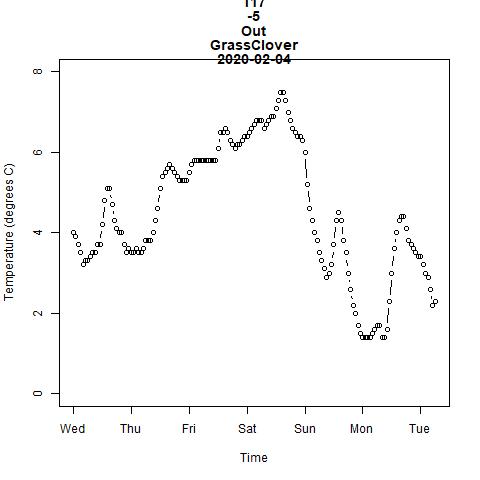 117
-5
Out
GrassClover
2020-02-04
Temperature (degrees C)
8
6
4
2
0
Wed Thu Fri Sat Sun Mon Tue
Time